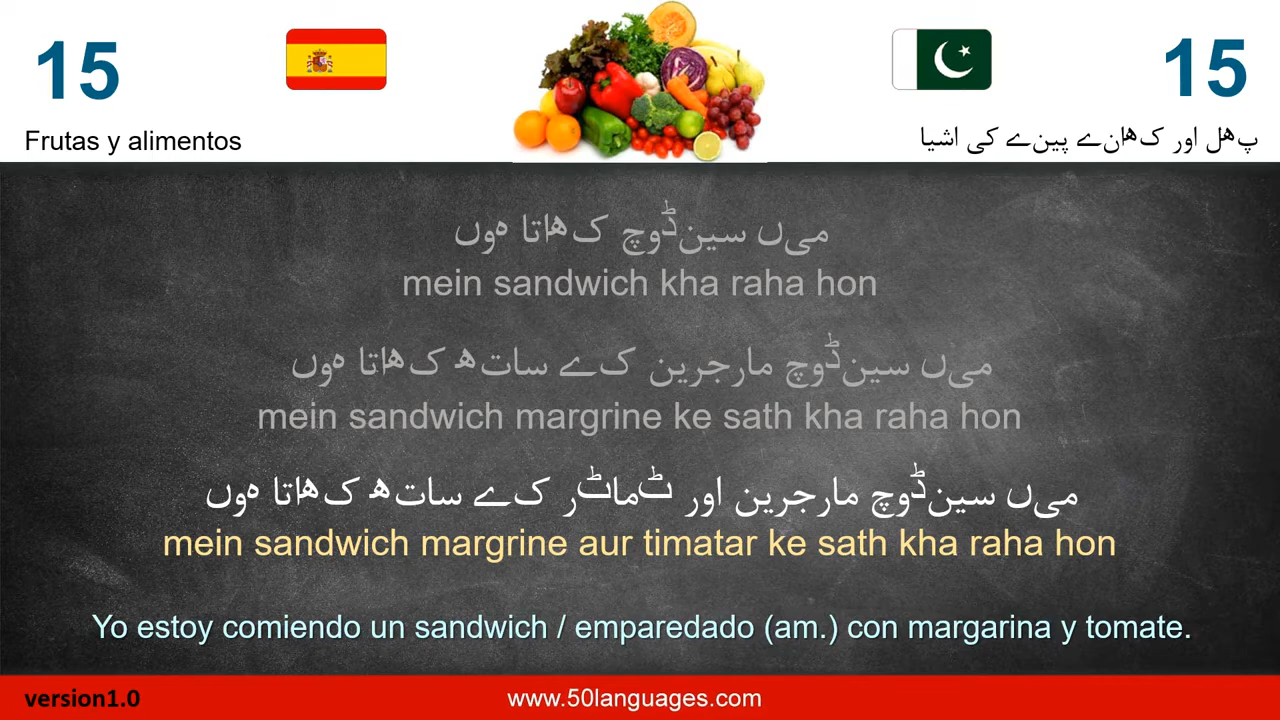 15
15
Frutas y alimentos
پھل اور کھانے پینے کی اشیا
میں سینڈوچ کھاتا ہوں
mein sandwich kha raha hon
میں سینڈوچ مارجرین کے ساتھ کھاتا ہوں
mein sandwich margrine ke sath kha raha hon
میں سینڈوچ مارجرین اور ٹماٹر کے ساتھ کھاتا ہوں
mein sandwich margrine aur timatar ke sath kha raha hon
Yo estoy comiendo un sandwich / emparedado (am.) con margarina y tomate.
version1.0
www.50languages.com